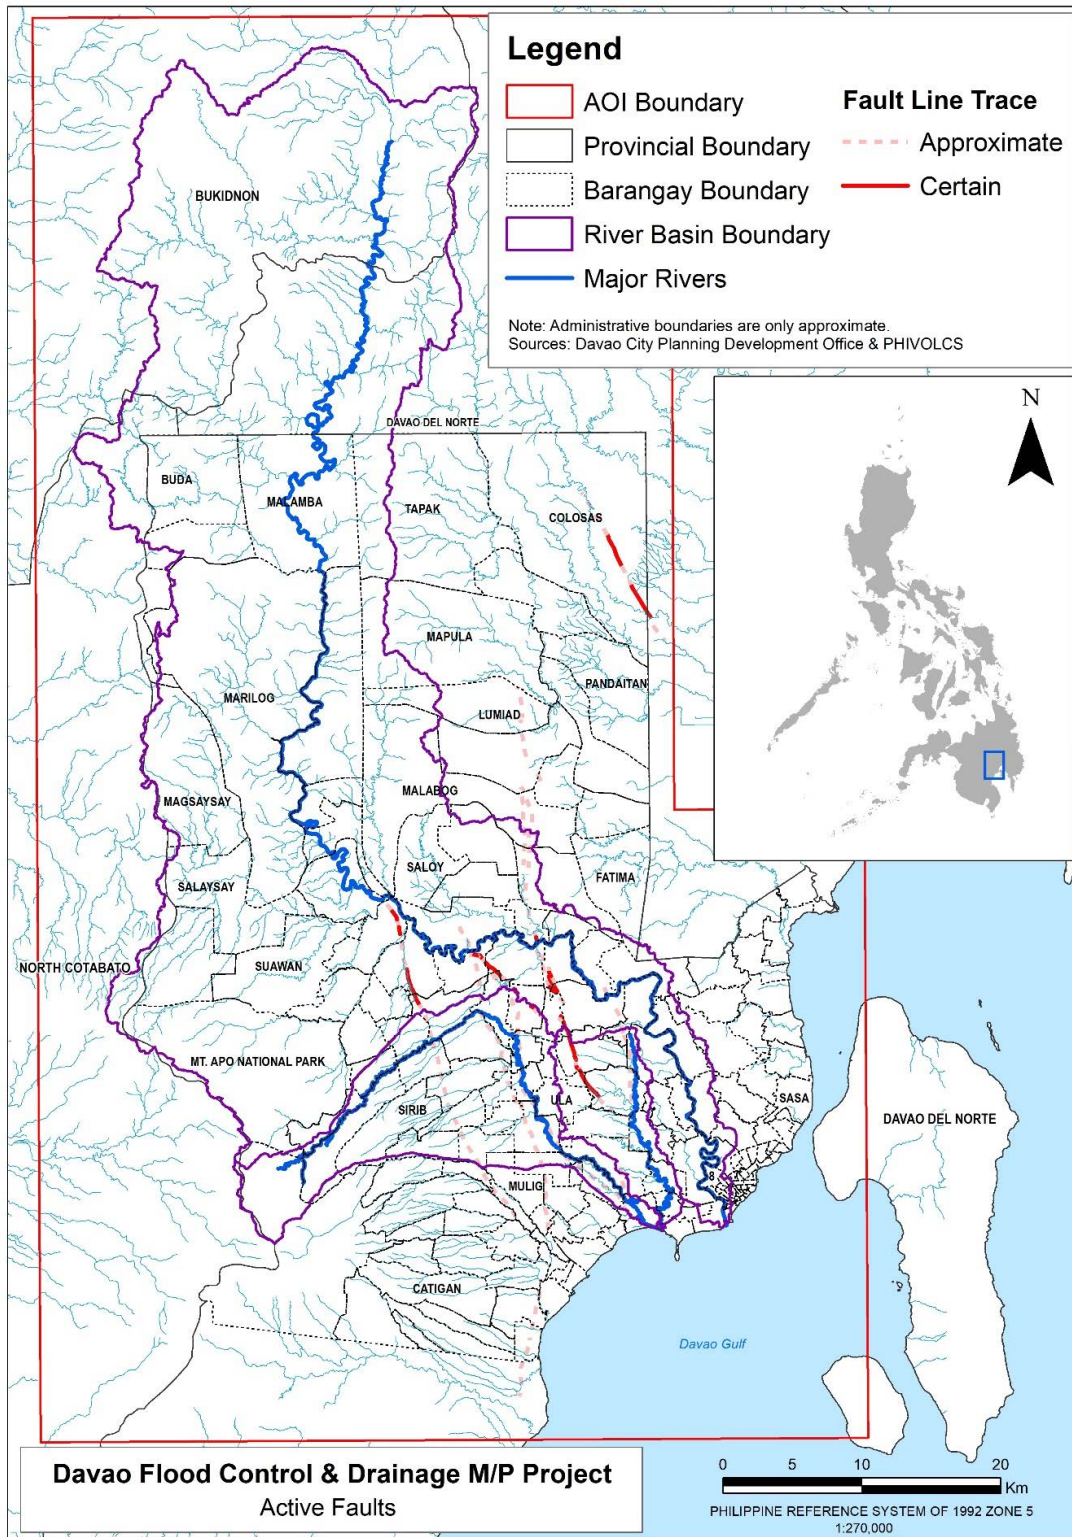 Legend
AOI Boundary
Provincial Boundary
Barangay Boundary
River Basin Boundary
Major Rivers
Fault Line Trace
Approximate
Certain
Note: Administrative boundaries are only approximate.
Sources: Davao City Planning Development Office & PHIVOLCS
N
BUKIDNON
DAVAO DEL NORTE
BUDA
MALAMBA
TAPAK
COLOSAS
MAPULA
PANDAITAN
MARILOG
LUMIAD
MAGSAYSAY
MALABOG
SALOY
SALAYSAY
FATIMA
NORTH COTABATO
SUAWAN
MT. APO NATIONAL PARK
SIRIB
ULA
SASA
DAVAO DEL NORTE
MULIG
8
CATIGAN
Davao Gulf
Davao Flood Control & Drainage M/P Project
Active Faults
0 5 10 20
Km
PHILIPPINE REFERENCE SYSTEM OF 1992 ZONE 5
1:270,000